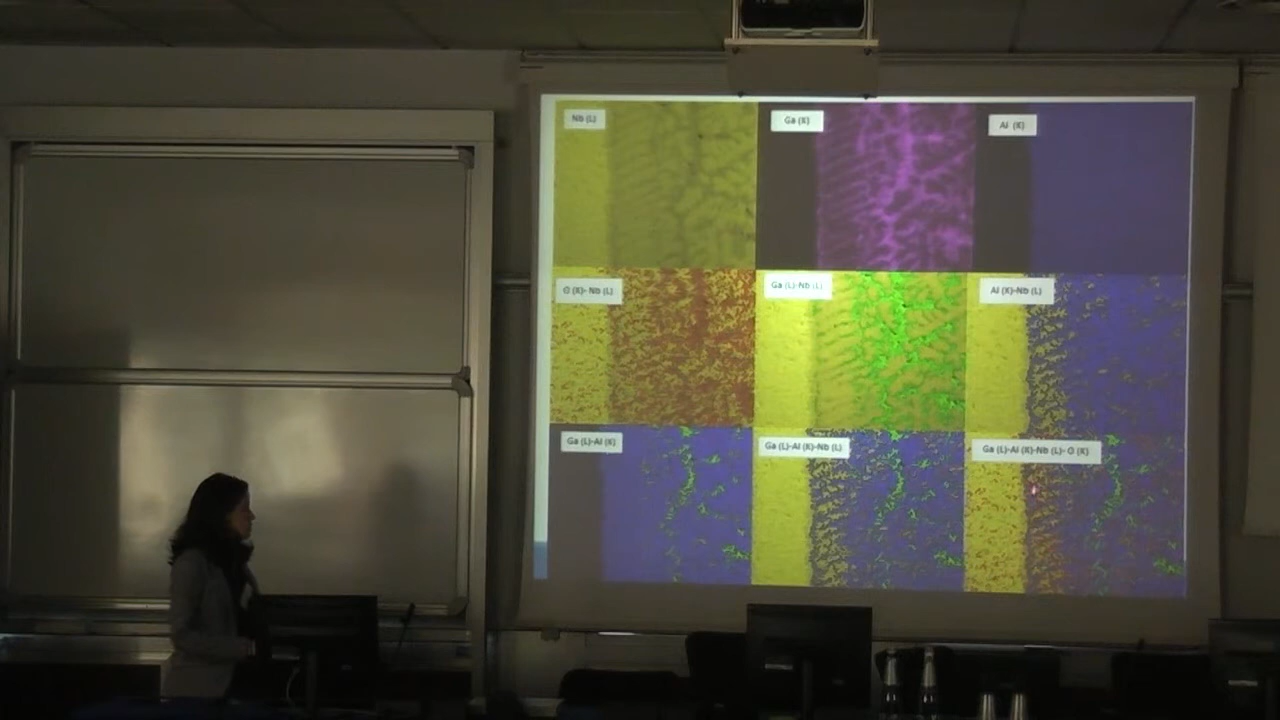 Nb (L)
Ga (K)
Al (K)
O (K)- Nb (L)
Ga (L)-Nb (L)
Al (K)-Nb (L)
Ga (L)-Al (K)
Ga (L)-Al (K)-Nb (L)
Ga (L)-Al (K)-Nb (L)- O (K)